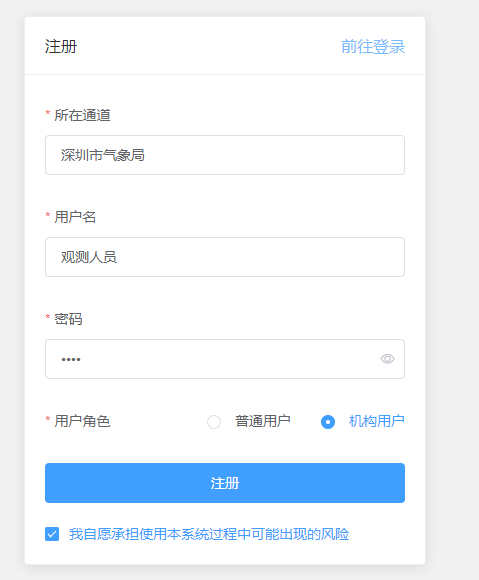 注册 前往登录
* 所在通道
深圳市气象局
* 用户名
观测人员
* 密码
••••
* 用户角色 普通用户 机构用户
注册
我自愿承担使用本系统过程中可能出现的风险